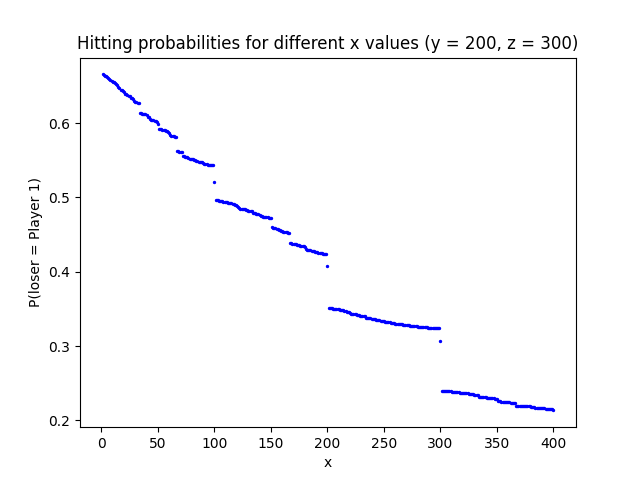 Hitting probabilities for different x values (y = 200, z = 300)
P(loser = Player 1)
0.6
0.5
0.4
0.3
0.2
0 50 100 150 200 250 300 350 400
x